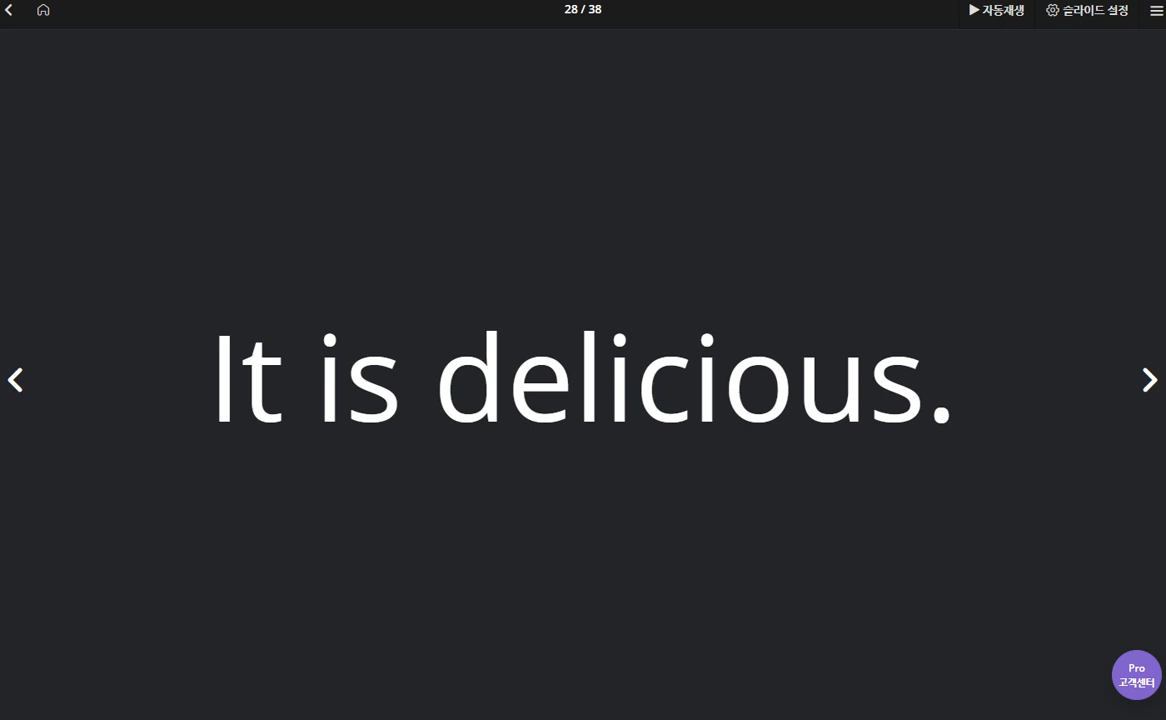 28 / 38
▶ 자동재생
슬라이드 설정
It is delicious.
Pro
고객센터